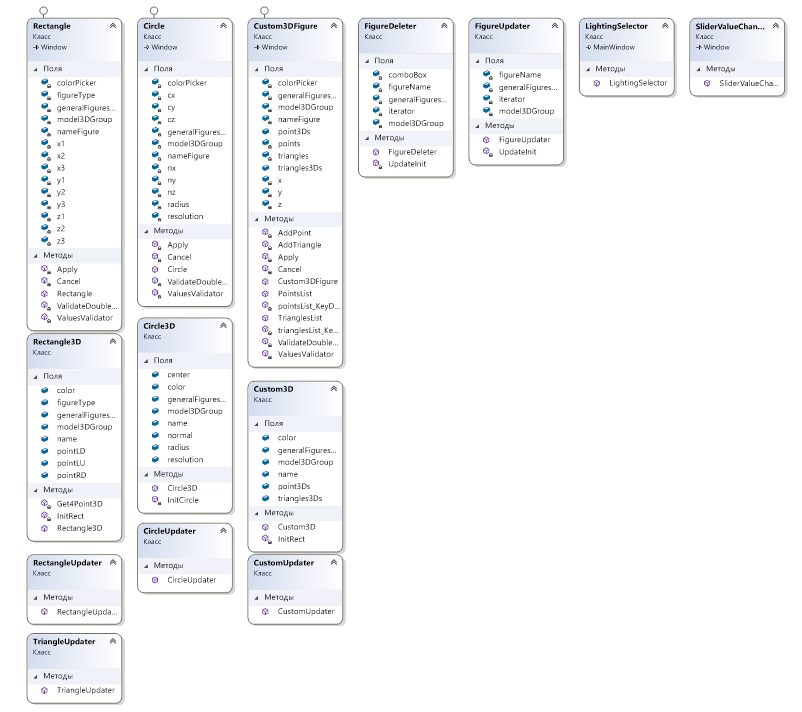 Rectangle
Класс
Window
Поля
colorPicker
figureType
generalFigures...
model3DGroup
nameFigure
x1
x2
x3
y1
y2
y3
z1
z2
z3
Методы
Apply
Cancel
Rectangle
ValidateDouble...
ValuesValidator
Rectangle3D
Класс
Поля
color
figureType
generalFigures...
model3DGroup
name
pointLD
pointLU
pointRD
Методы
Get4Point3D
InitRect
Rectangle3D
RectangleUpdater
Класс
Методы
RectangleUpda...
TriangleUpdater
Класс
Методы
TriangleUpdater
Circle
Класс
Window
Поля
colorPicker
cx
cy
cz
generalFigures...
model3DGroup
nameFigure
nx
ny
nz
radius
resolution
Методы
Apply
Cancel
Circle
ValidateDouble...
ValuesValidator
Circle3D
Класс
Поля
center
color
generalFigures...
model3DGroup
name
normal
radius
resolution
Методы
Circle3D
InitCircle
CircleUpdater
Класс
Методы
CircleUpdater
Custom3DFigure
Класс
Window
Поля
colorPicker
generalFigures...
model3DGroup
nameFigure
point3Ds
points
triangles
triangles3Ds
x
y
z
Методы
AddPoint
AddTriangle
Apply
Cancel
Custom3DFigure
PointsList
pointsList_KeyD...
TrianglesList
trianglesList_Ke...
ValidateDouble...
ValuesValidator
Custom3D
Класс
Поля
color
generalFigures...
model3DGroup
name
point3Ds
triangles3Ds
Методы
Custom3D
InitRect
CustomUpdater
Класс
Методы
CustomUpdater
FigureDeleter
Класс
Поля
comboBox
figureName
generalFigures...
iterator
model3DGroup
Методы
FigureDeleter
UpdateInit
FigureUpdater
Класс
Поля
figureName
generalFigures...
iterator
model3DGroup
Методы
FigureUpdater
UpdateInit
LightingSelector
Класс
MainWindow
Методы
LightingSelector
SliderValueChan...
Класс
Window
Методы
SliderValueCha...